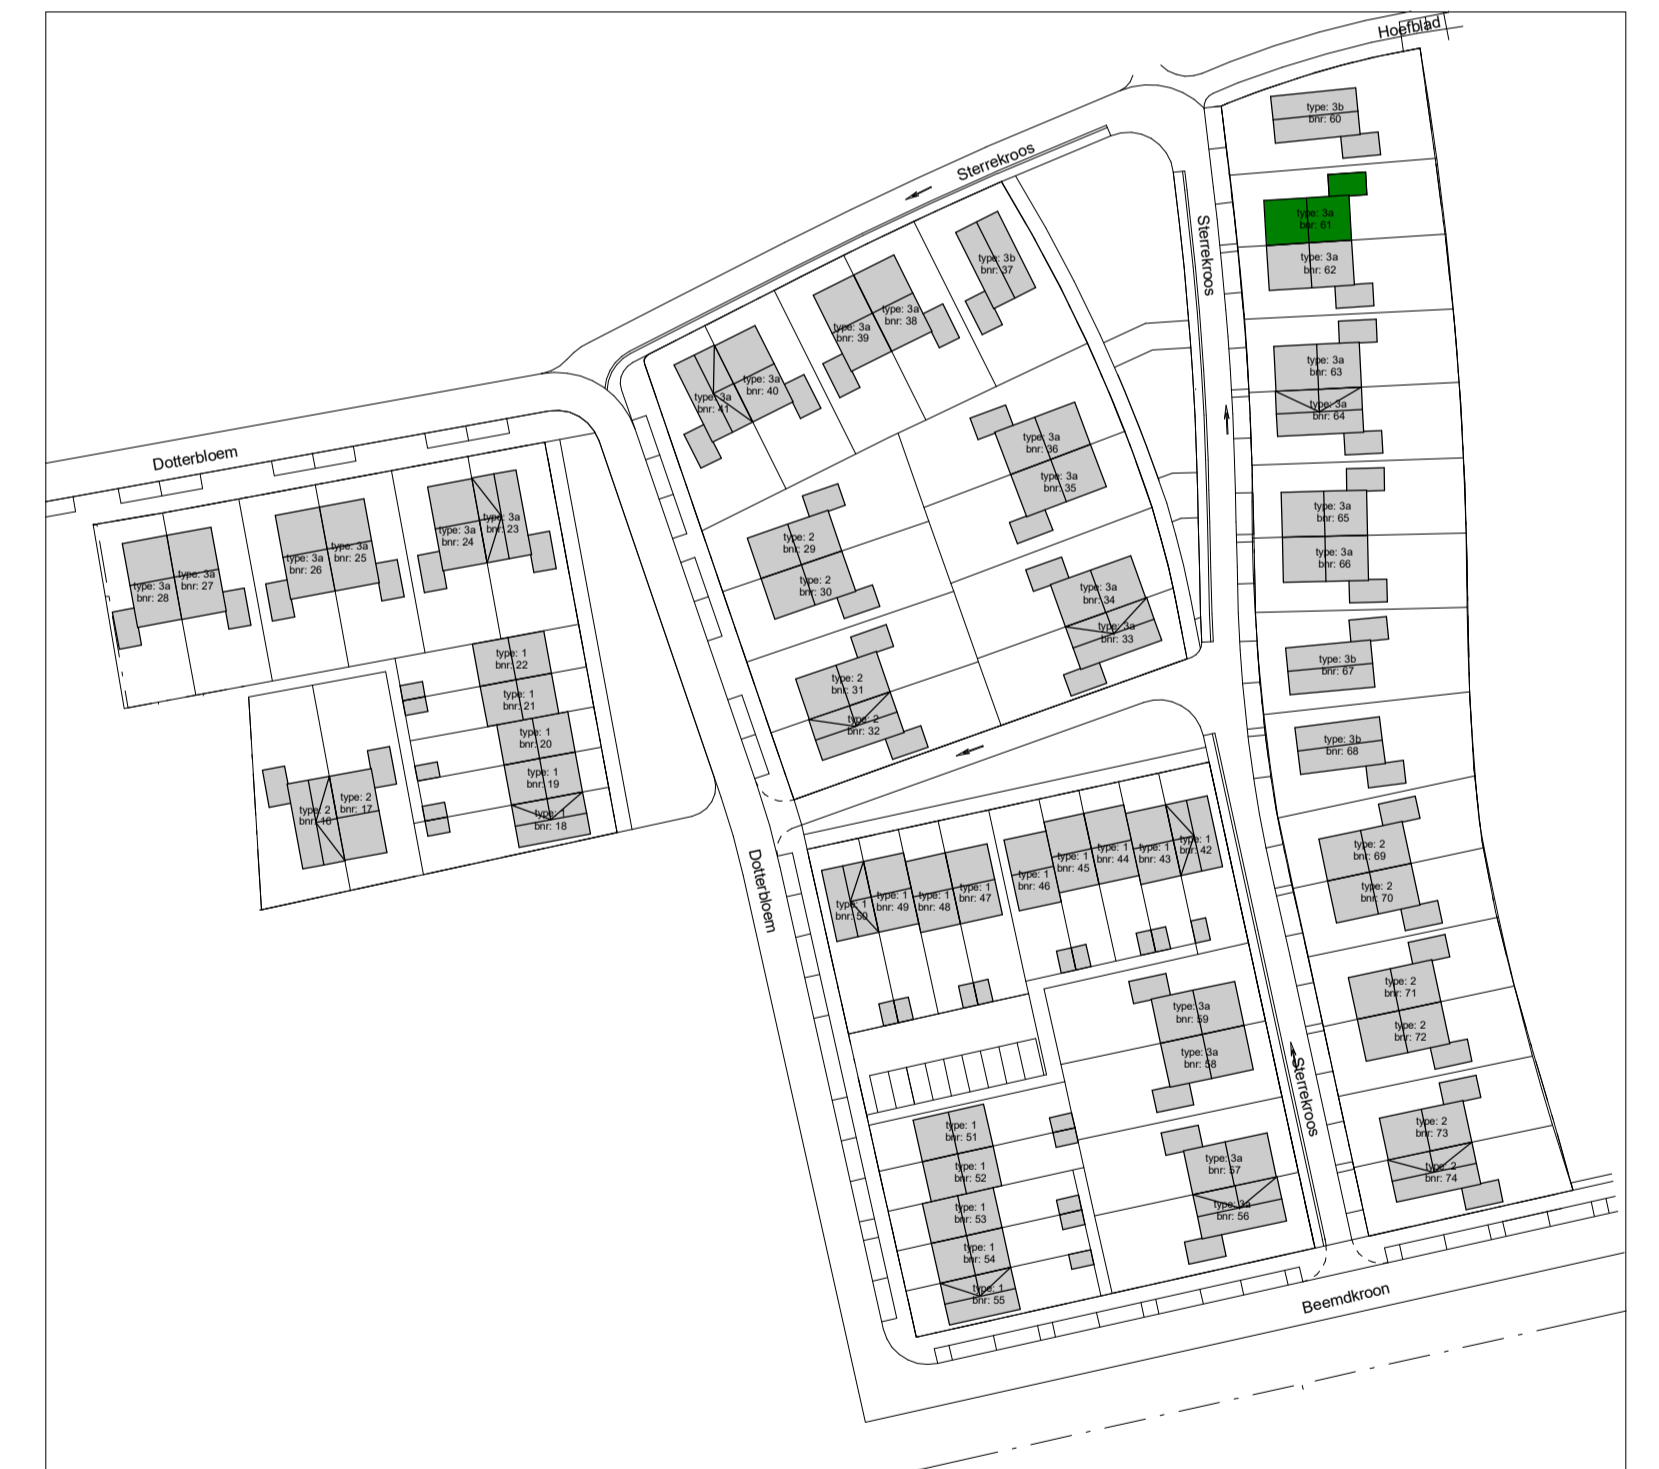 Hoefblad
type: 3b
bnr: 60
Sterrekroos
type: 3a
bnr: 61
Sterrekroos
type: 3a
bnr: 62
type: 3b
bnr: 37
type: 3a
bnr: 38
type: 3a
bnr: 39
type: 3a
bnr: 40
type: 3a
bnr: 41
type: 3a
bnr: 63
type: 3a
bnr: 64
type: 3a
bnr: 36
type: 3a
bnr: 35
Dotterbloem
type: 3a
bnr: 23
type: 3a
bnr: 24
type: 3a
bnr: 25
type: 3a
bnr: 26
type: 3a
bnr: 27
type: 3a
bnr: 28
type: 2
bnr: 29
type: 2
bnr: 30
type: 3a
bnr: 34
type: 3a
bnr: 33
type: 3a
bnr: 65
type: 3a
bnr: 66
type: 3b
bnr: 67
type: 1
bnr: 22
type: 1
bnr: 21
type: 1
bnr: 20
type: 1
bnr: 19
type: 1
bnr: 18
type: 2
bnr: 17
type: 2
bnr: 16
type: 2
bnr: 31
type: 2
bnr: 32
type: 3b
bnr: 68
type: 2
bnr: 69
type: 2
bnr: 70
Dotterbloem
type: 1
bnr: 50
type: 1
bnr: 49
type: 1
bnr: 48
type: 1
bnr: 47
type: 1
bnr: 46
type: 1
bnr: 45
type: 1
bnr: 44
type: 1
bnr: 43
type: 1
bnr: 42
type: 2
bnr: 71
type: 2
bnr: 72
type: 3a
bnr: 59
type: 3a
bnr: 58
Sterrekroos
type: 2
bnr: 73
type: 2
bnr: 74
type: 1
bnr: 51
type: 1
bnr: 52
type: 1
bnr: 53
type: 1
bnr: 54
type: 1
bnr: 55
type: 3a
bnr: 57
type: 3a
bnr: 56
Beemdkroon